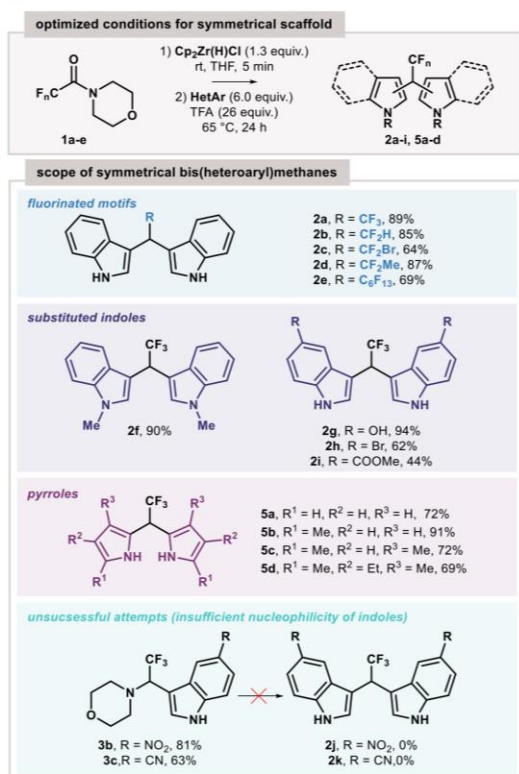 optimized conditions for symmetrical scaffold
O
Fn
N
O
1a-e
1) Cp2Zr(H)Cl (1.3 equiv.)
rt, THF, 5 min
2) HetAr (6.0 equiv.)
TFA (26 equiv.)
65 °C, 24 h
CFn
N
R
N
R
2a-i, 5a-d
scope of symmetrical bis(heteroaryl)methanes
fluorinated motifs
R
HN
NH
2a, R = CF3, 89%
2b, R = CF2H, 85%
2c, R = CF2Br, 64%
2d, R = CF2Me, 87%
2e, R = C6F13, 69%
substituted indoles
CF3
N
Me
N
Me
2f, 90%
R
CF3
R
HN
NH
2g, R = OH, 94%
2h, R = Br, 62%
2i, R = COOMe, 44%
pyrroles
R3
CF3
R3
R2
R2
NH
HN
R1
R1
5a, R1 = H, R2 = H, R3 = H, 72%
5b, R1 = Me, R2 = H, R3 = H, 91%
5c, R1 = Me, R2 = H, R3 = Me, 72%
5d, R1 = Me, R2 = Et, R3 = Me, 69%
unsucsessful attempts (insufficient nucleophilicity of indoles)
R
CF3
N
O
NH
3b, R = NO2, 81%
3c,R = CN, 63%
R
CF3
R
HN
NH
2j, R = NO2, 0%
2k, R = CN,0%